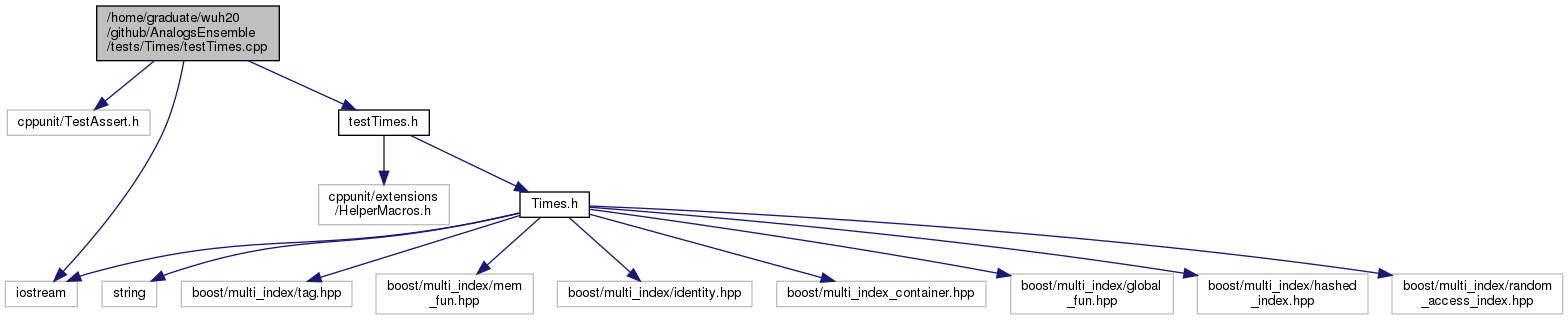 /home/graduate/wuh20
/github/AnalogsEnsemble
/tests/Times/testTimes.cpp
cppunit/TestAssert.h
testTimes.h
cppunit/extensions
/HelperMacros.h
Times.h
iostream
string
boost/multi_index/tag.hpp
boost/multi_index/mem
_fun.hpp
boost/multi_index/identity.hpp
boost/multi_index_container.hpp
boost/multi_index/global
_fun.hpp
boost/multi_index/hashed
_index.hpp
boost/multi_index/random
_access_index.hpp